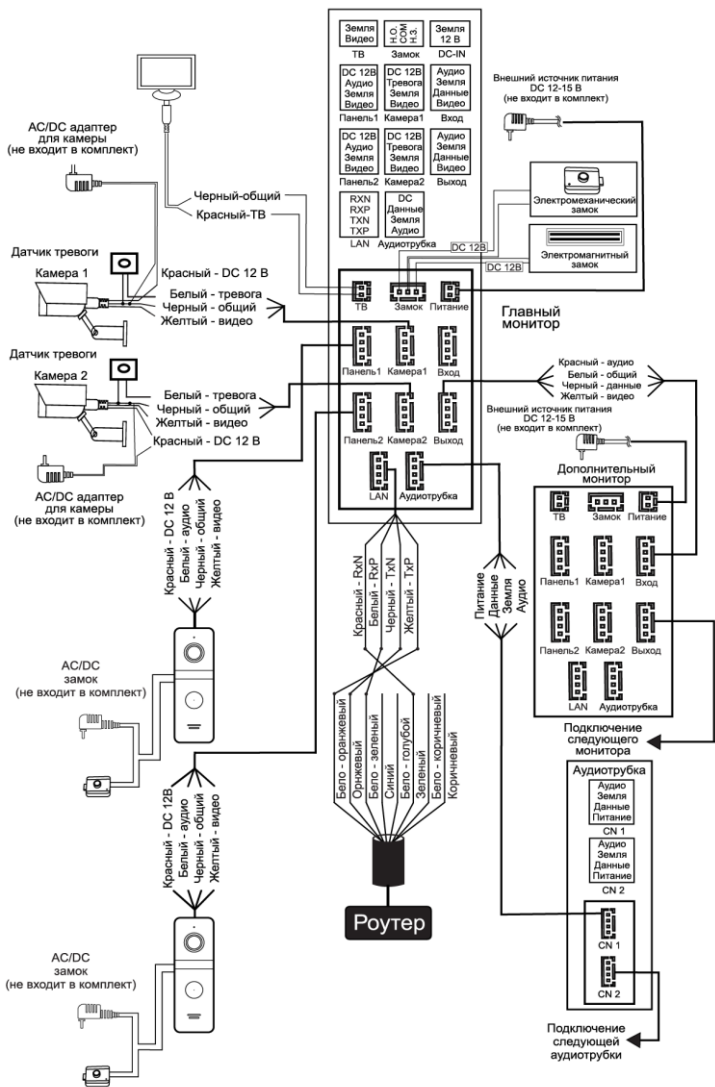 Земля
Видео
ТВ
Н.О.
COM
Н.З.
Замок
Земля
12 В
DC-IN
DC 12В
Аудио
Земля
Видео
Панель1
DC 12В
Тревога
Земля
Видео
Камера1
Аудио
Земля
Данные
Видео
Вход
DC 12В
Аудио
Земля
Видео
Панель2
DC 12В
Тревога
Земля
Видео
Камера2
Аудио
Земля
Данные
Видео
Выход
RXN
RXP
TXN
TXP
LAN
DC
Данные
Земля
Аудио
Аудиотрубка
Внешний источник питания
DC 12-15 В
(не входит в комплект)
Электромеханический
замок
Электромагнитный
замок
DC 12В
DC 12В
AC/DC адаптер
для камеры
(не входит в комплект)
Черный-общий
Красный-ТВ
Датчик тревоги
Камера 1
Красный - DC 12 В
Белый - тревога
Черный - общий
Желтый - видео
Датчик тревоги
Камера 2
Белый - тревога
Черный - общий
Желтый - видео
Красный - DC 12 В
AC/DC адаптер
для камеры
(не входит в комплект)
ТВ
Замок
Питание
Панель1
Камера1
Вход
Панель2
Камера2
Выход
LAN
Аудиотрубка
Главный
монитор
Красный - аудио
Белый - общий
Черный - данные
Желтый - видео
Внешний источник питания
DC 12-15 В
(не входит в комплект)
Дополнительный
монитор
ТВ
Замок
Питание
Панель1
Камера1
Вход
Панель2
Камера2
Выход
LAN
Аудиотрубка
Подключение
следующего
монитора
Красный - DC 12 В
Белый - аудио
Черный - общий
Желтый - видео
Красный - RxN
Белый - RxP
Черный - TxN
Желтый - TxP
Питание
Данные
Земля
Аудио
AC/DC
замок
(не входит в комплект)
Бело - оранжевый
Орнжевый
Бело - зеленый
Синий
Бело - голубой
Зеленый
Бело - коричневый
Коричневый
Роутер
Красный - DC 12В
Белый - аудио
Черный - общий
Желтый - видео
AC/DC
замок
(не входит в комплект)
Аудиотрубка
Аудио
Земля
Данные
Питание
CN 1
Аудио
Земля
Данные
Питание
CN 2
CN 1
CN 2
Подключение
следующей
аудиотрубки